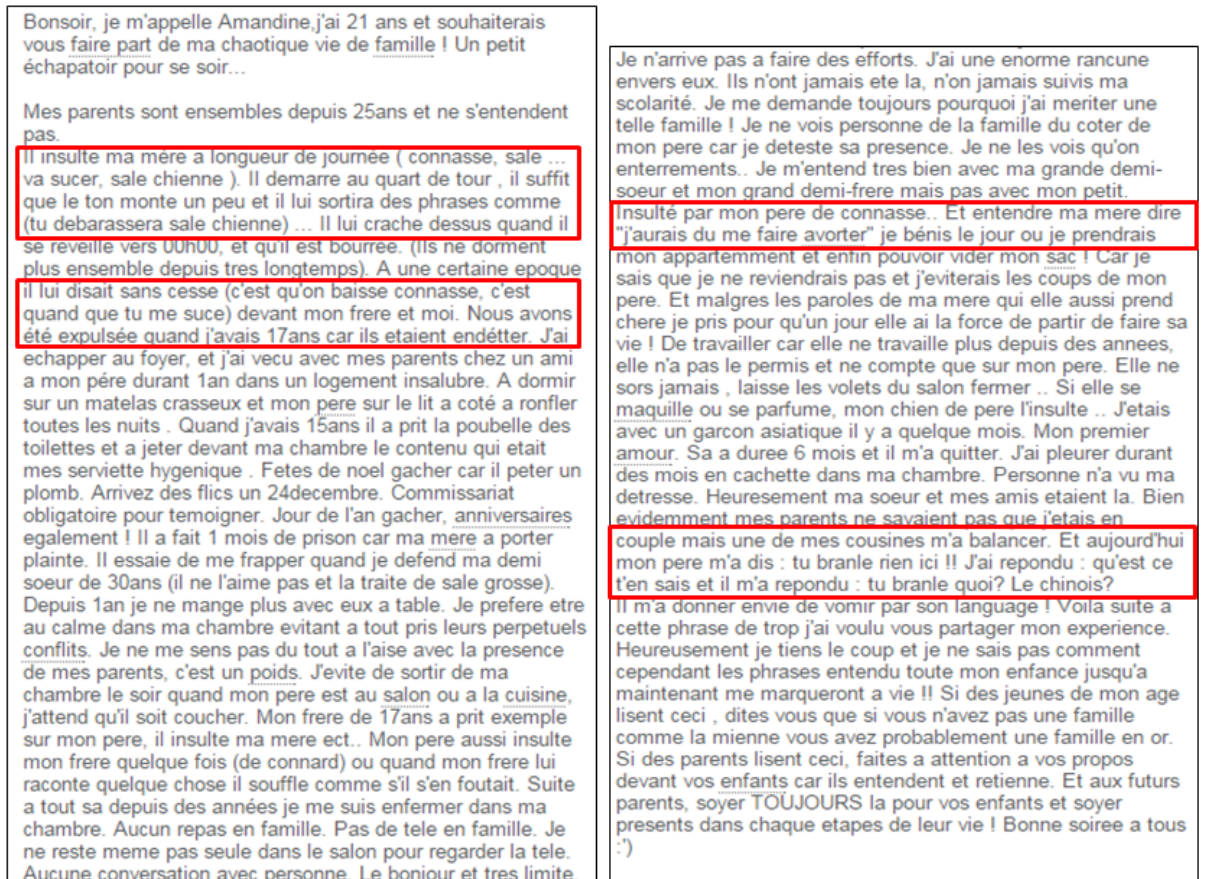 Bonsoir, je m'appelle Amandine,j'ai 21 ans et souhaiterais
vous faire part de ma chaotique vie de famille ! Un petit
échapatoir pour se soir...
Mes parents sont ensembles depuis 25ans et ne s'entendent
pas.
Il insulte ma mère a longueur de journée ( connasse, sale ...
va sucer, sale chienne ). Il demarre au quart de tour , il suffit
que le ton monte un peu et il lui sortira des phrases comme
(tu debarassera sale chienne) ... Il lui crache dessus quand il
se reveille vers 00h00, et qu'il est bourrée. (Ils ne dorment
plus ensemble depuis tres longtemps). A une certaine epoque
il lui disait sans cesse (c'est qu'on baisse connasse, c'est
quand que tu me suce) devant mon frere et moi. Nous avons
été expulsée quand j'avais 17ans car ils etaient endétter. J'ai
echapper au foyer, et j'ai vecu avec mes parents chez un ami
a mon pére durant 1an dans un logement insalubre. A dormir
sur un matelas crasseux et mon pere sur le lit a coté a ronfler
toutes les nuits . Quand j'avais 15ans il a prit la poubelle des
toilettes et a jeter devant ma chambre le contenu qui etait
mes serviette hygenique . Fetes de noel gacher car il peter un
plomb. Arrivez des flics un 24decembre. Commissariat
obligatoire pour temoigner. Jour de l'an gacher, anniversaires
egalement ! Il a fait 1 mois de prison car ma mere a porter
plainte. Il essaie de me frapper quand je defend ma demi
soeur de 30ans (il ne l'aime pas et la traite de sale grosse).
Depuis 1an je ne mange plus avec eux a table. Je prefere etre
au calme dans ma chambre evitant a tout pris leurs perpetuels
conflits. Je ne me sens pas du tout a l'aise avec la presence
de mes parents, c'est un poids. J'evite de sortir de ma
chambre le soir quand mon pere est au salon ou a la cuisine,
j'attend qu'il soit coucher. Mon frere de 17ans a prit exemple
sur mon pere, il insulte ma mere ect.. Mon pere aussi insulte
mon frere quelque fois (de connard) ou quand mon frere lui
raconte quelque chose il souffle comme s'il s'en foutait. Suite
a tout sa depuis des années je me suis enfermer dans ma
chambre. Aucun repas en famille. Pas de tele en famille. Je
ne reste meme pas seule dans le salon pour regarder la tele.
Aucune conversation avec personne. Le bonjour et tres limite.
Je n'arrive pas a faire des efforts. J'ai une enorme rancune
envers eux. Ils n'ont jamais ete la, n'on jamais suivis ma
scolarité. Je me demande toujours pourquoi j'ai meriter une
telle famille ! Je ne vois personne de la famille du coter de
mon pere car je deteste sa presence. Je ne les vois qu'on
enterrements.. Je m'entend tres bien avec ma grande demi-
soeur et mon grand demi-frere mais pas avec mon petit.
Insulté par mon pere de connasse.. Et entendre ma mere dire
"j'aurais du me faire avorter" je bénis le jour ou je prendrais
mon appartemment et enfin pouvoir vider mon sac ! Car je
sais que je ne reviendrais pas et j'eviterais les coups de mon
pere. Et malgres les paroles de ma mere qui elle aussi prend
chere je pris pour qu'un jour elle ai la force de partir de faire sa
vie ! De travailler car elle ne travaille plus depuis des annees,
elle n'a pas le permis et ne compte que sur mon pere. Elle ne
sors jamais , laisse les volets du salon fermer .. Si elle se
maquille ou se parfume, mon chien de pere l'insulte .. J'etais
avec un garcon asiatique il y a quelque mois. Mon premier
amour. Sa a duree 6 mois et il m'a quitter. J'ai pleurer durant
des mois en cachette dans ma chambre. Personne n'a vu ma
detresse. Heuresement ma soeur et mes amis etaient la. Bien
evidemment mes parents ne savaient pas que j'etais en
couple mais une de mes cousines m'a balancer. Et aujourd'hui
mon pere m'a dis : tu branle rien ici !! J'ai repondu : qu'est ce
t'en sais et il m'a repondu : tu branle quoi? Le chinois?
Il m'a donner envie de vomir par son language ! Voila suite a
cette phrase de trop j'ai voulu vous partager mon experience.
Heureusement je tiens le coup et je ne sais pas comment
cependant les phrases entendu toute mon enfance jusqu'a
maintenant me marqueront a vie !! Si des jeunes de mon age
lisent ceci , dites vous que si vous n'avez pas une famille
comme la mienne vous avez probablement une famille en or.
Si des parents lisent ceci, faites a attention a vos propos
devant vos enfants car ils entendent et retienne. Et aux futurs
parents, soyer TOUJOURS la pour vos enfants et soyer
presents dans chaque etapes de leur vie ! Bonne soiree a tous
:')